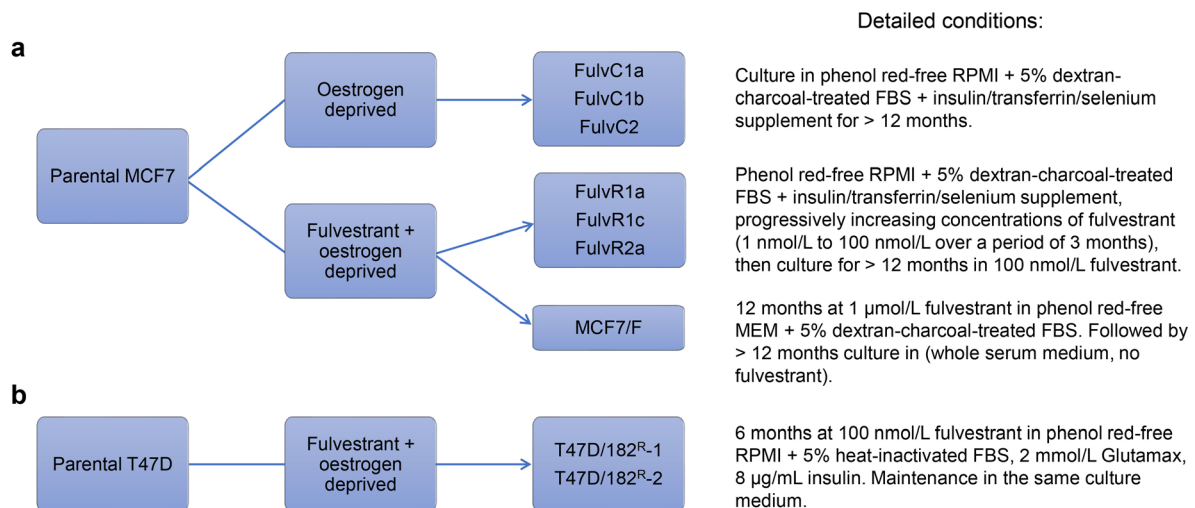 Detailed conditions:
a
Parental MCF7
Oestrogen
deprived
FulvC1a
FulvC1b
FulvC2
Culture in phenol red-free RPMI + 5% dextran-
charcoal-treated FBS + insulin/transferrin/selenium
supplement for > 12 months.
Fulvestrant +
oestrogen
deprived
FulvR1a
FulvR1c
FulvR2a
Phenol red-free RPMI + 5% dextran-charcoal-treated
FBS + insulin/transferrin/selenium supplement,
progressively increasing concentrations of fulvestrant
(1 nmol/L to 100 nmol/L over a period of 3 months),
then culture for > 12 months in 100 nmol/L fulvestrant.
MCF7/F
12 months at 1 µmol/L fulvestrant in phenol red-free
MEM + 5% dextran-charcoal-treated FBS. Followed by
> 12 months culture in (whole serum medium, no
fulvestrant).
b
Parental T47D
Fulvestrant +
oestrogen
deprived
T47D/182ᴿ-1
T47D/182ᴿ-2
6 months at 100 nmol/L fulvestrant in phenol red-free
RPMI + 5% heat-inactivated FBS, 2 mmol/L Glutamax,
8 µg/mL insulin. Maintenance in the same culture
medium.